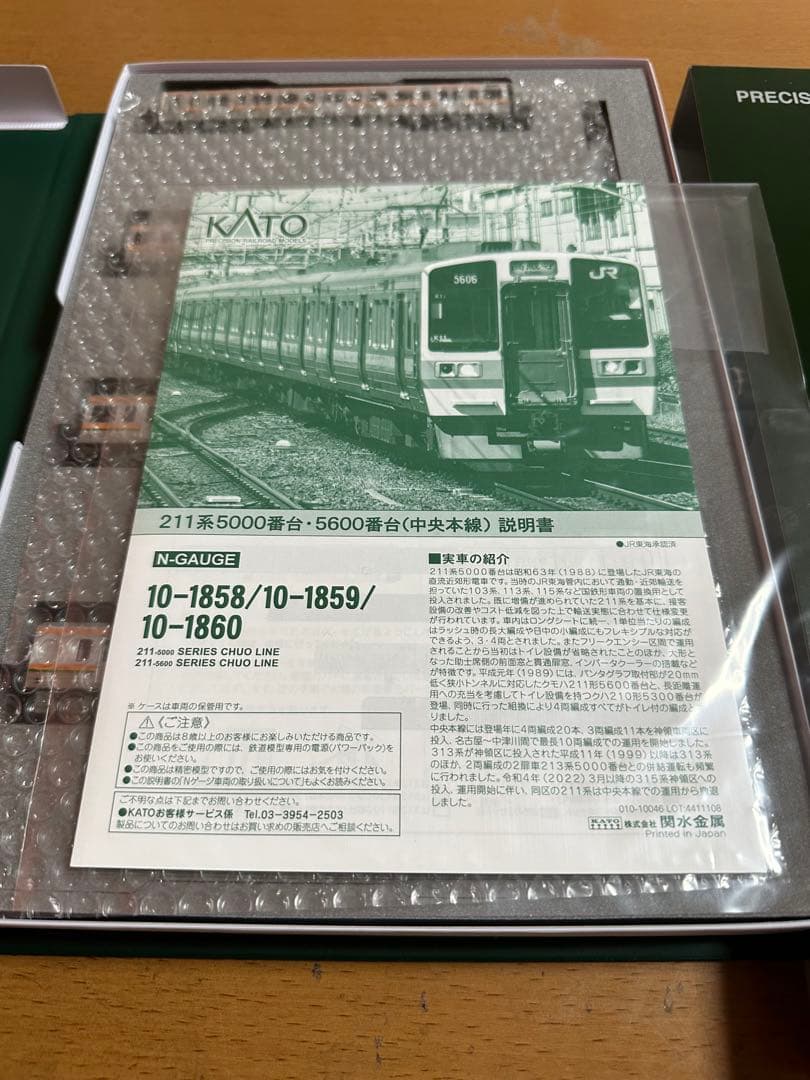 PRECIS
KATO
PRECISION RAILROAD MODELS
5606
JR
211系5000番台・5600番台(中央本線) 説明書
●JR東海承認済
N-GAUGE
10-1858/10-1859/
10-1860
211-5000 SERIES CHUO LINE
211-5600 SERIES CHUO LINE
※ ケースは車両の保管用です。
⚠《ご注意》
●この商品は8歳以上のお客様にお楽しみいただける商品です。
●この商品をご使用の際には、鉄道模型専用の電源(パワーパック)を
お使いください。
●この商品は精密模型ですので、ご使用の際にはお気を付けください。
●この説明書の「Nゲージ車両の取り扱いについて」もよくお読みください。
ご不明な点は下記までお問い合わせください。
●KATOお客様サービス係 Tel.03-3954-2503
製品についてのお問い合わせはお買い求めの販売店へご相談ください。
■実車の紹介
211系5000番台は昭和63年(1988)に登場したJR東海の
直流近郊形電車です。当時のJR東海管内において通勤・近郊輸送を
担っていた103系、113系、115系など国鉄形車両の置換用として
投入されました。既に増備が進められていた211系を基本に、接客
設備の改善やコスト低減を図った上で輸送実態に合わせて仕様変更
が行われています。車内はロングシートに統一、1単位当たりの編成
はラッシュ時の長大編成や日中の小編成にもフレキシブルな対応が
できるよう、3・4両とされました。またフリークエンシー区間で運用
されることから当初はトイレ設備が省略されたことのほか、大形と
なった助士席側の前面窓と貫通扉窓、インバータクーラーの搭載など
が特徴です。平成元年(1989)には、パンタグラフ取付部が20mm
低く狭小トンネルに対応したクモハ211形5600番台と、長距離運
用への充当を考慮してトイレ設備を持つクハ210形5300番台が
登場、同時に行った組換により4両編成すべてがトイレ付の編成と
りました。
中央本線には登場年に4両編成20本、3両編成11本を神領車両区に
投入、名古屋〜中津川間で最長10両編成での運用を開始しました。
313系が神領区に投入された平成11年(1999)以降は313系
のほか、2両編成の2扉車213系5000番台との併結運転も頻繁
に行われました。令和4年(2022)3月以降の315系神領区への
投入、運用開始に伴い、同区の211系は中央本線での運用から撤退
しました。
010-10046 LOT:4411108
KATO 株式会社 関水金属
Printed in Japan